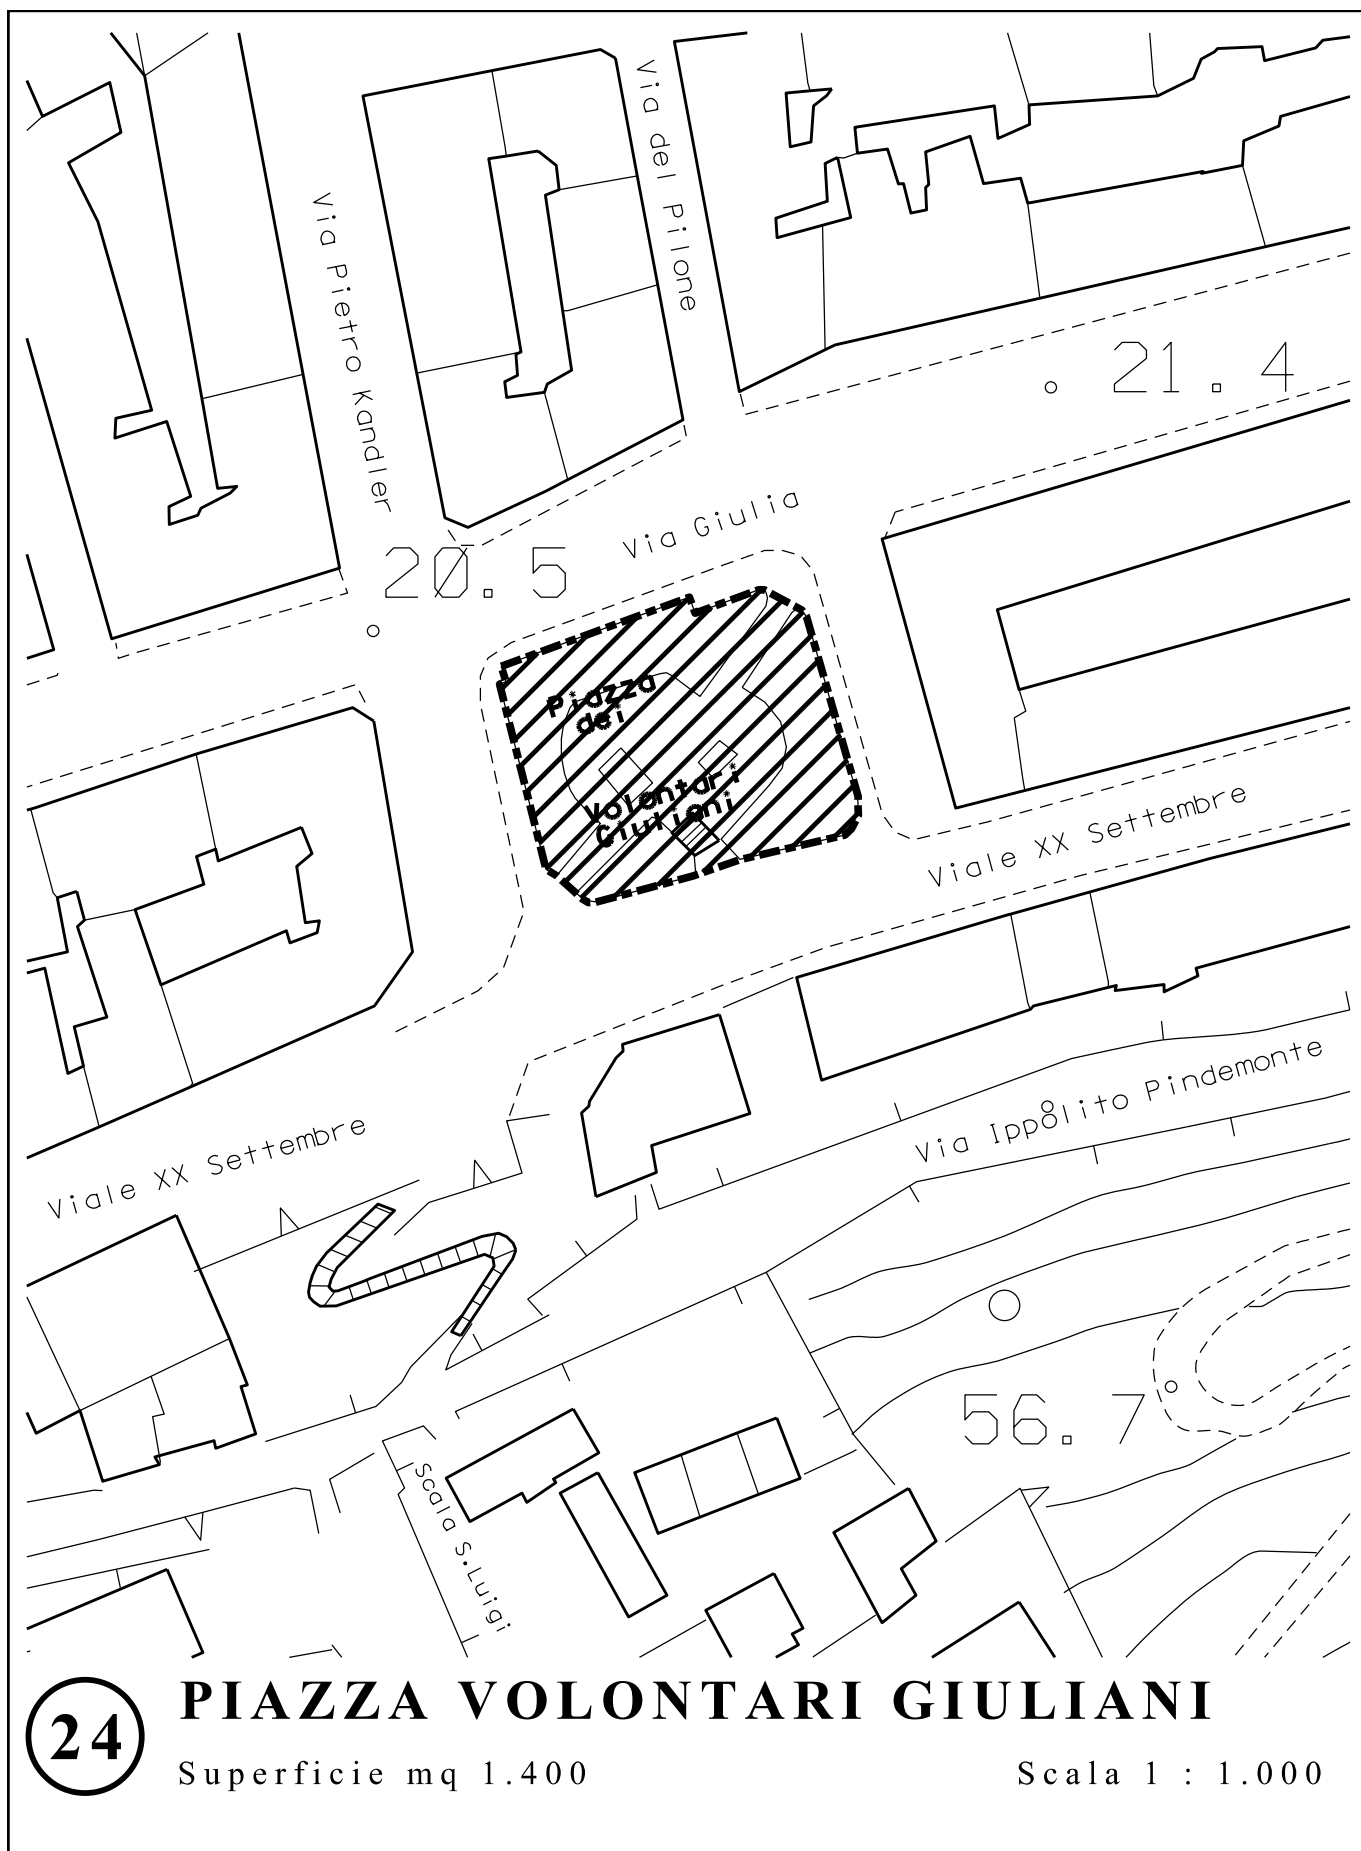 Via del Pilone
Via Pietro Kandler
21.4
Via Giulia
20.5
Piazza
dei
Volontari
Giuliani
Viale XX Settembre
Via Ippolito Pindemonte
Viale XX Settembre
56.7
Scala S.Luigi
24
PIAZZA VOLONTARI GIULIANI
Superficie mq 1.400
Scala 1 : 1.000